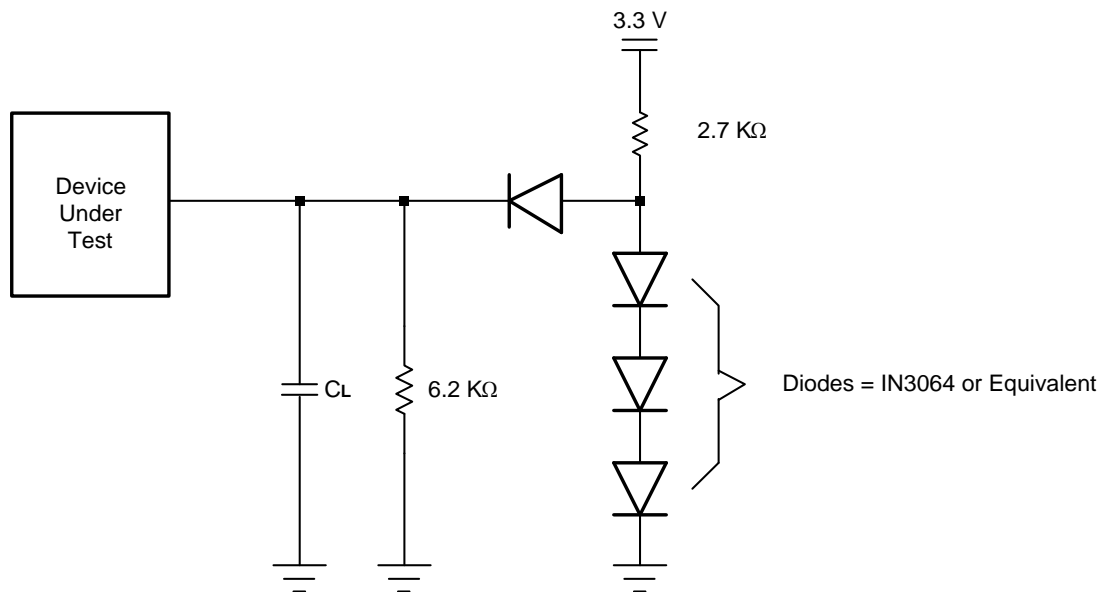 3.3 V
2.7 KΩ
Device
Under
Test
CL
6.2 KΩ
Diodes = IN3064 or Equivalent